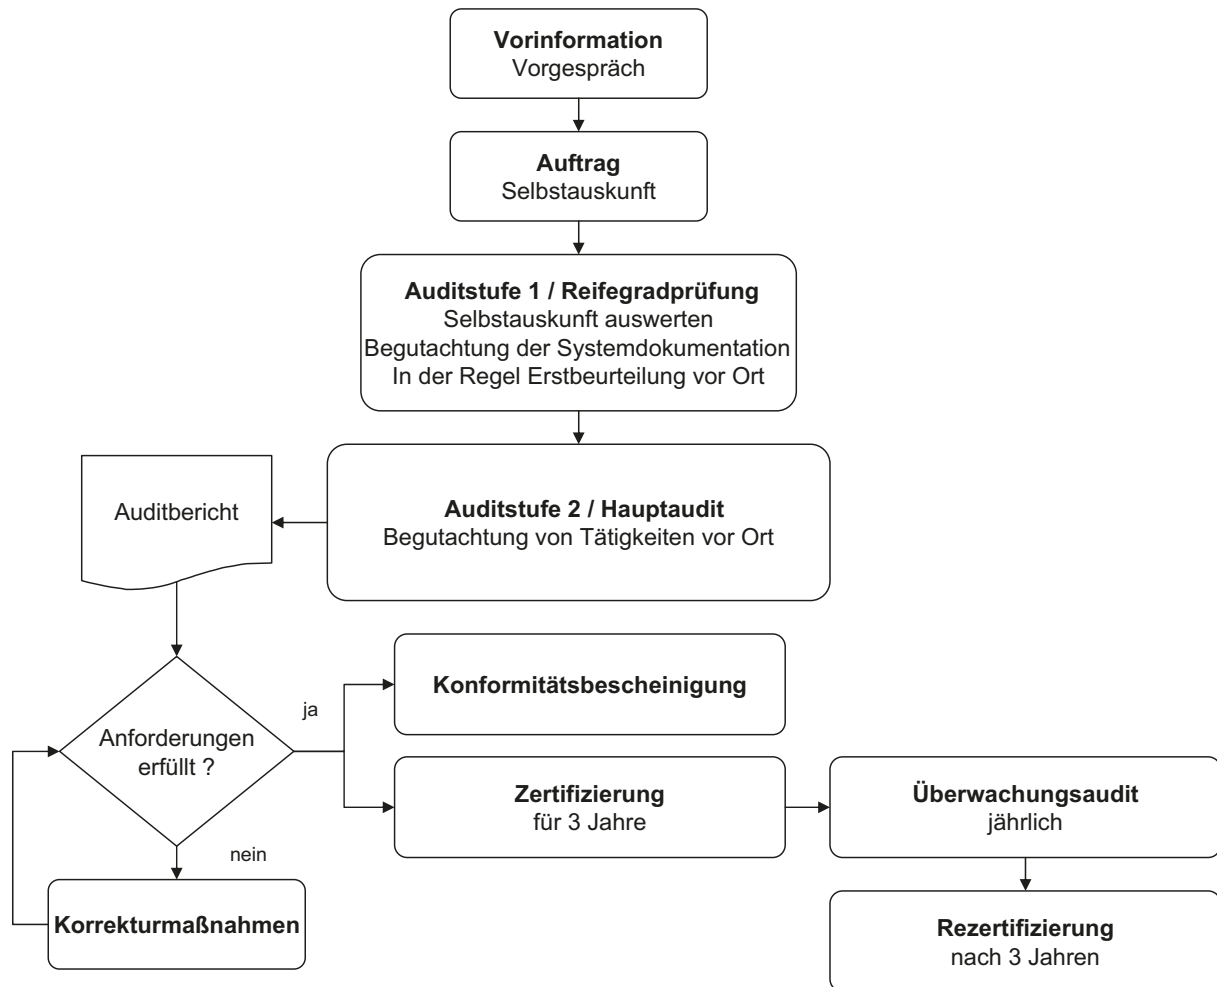 Vorinformation
Vorgespräch
Auftrag
Selbstauskunft
Auditstufe 1 / Reifegradprüfung
Selbstauskunft auswerten
Begutachtung der Systemdokumentation
In der Regel Erstbeurteilung vor Ort
Auditstufe 2 / Hauptaudit
Begutachtung von Tätigkeiten vor Ort
Auditbericht
Anforderungen
erfüllt ?
ja
nein
Korrekturmaßnahmen
Konformitätsbescheinigung
Zertifizierung
für 3 Jahre
Überwachungsaudit
jährlich
Rezertifizierung
nach 3 Jahren